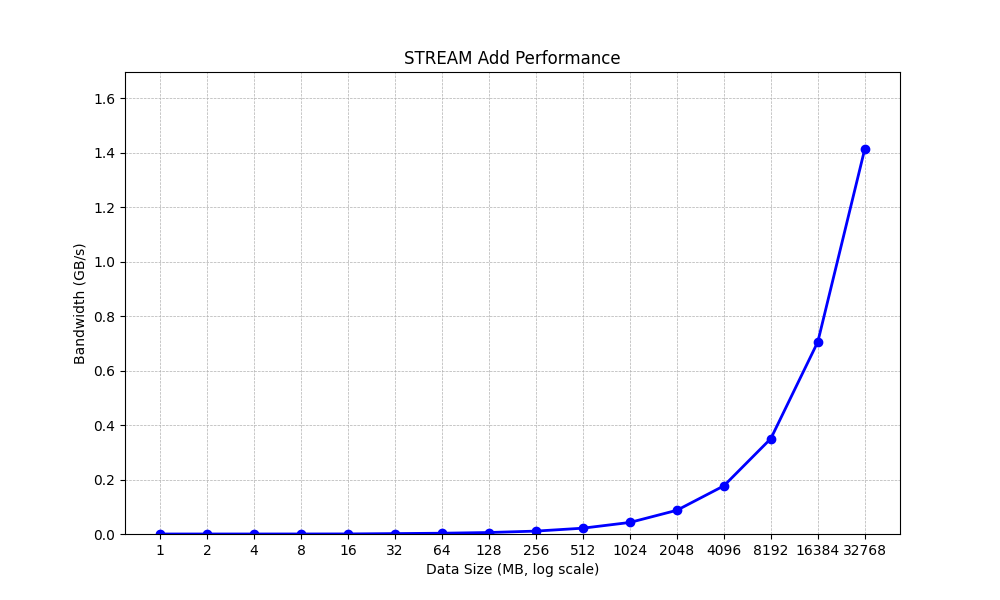 STREAM Add Performance
Bandwidth (GB/s)
1.6
1.4
1.2
1.0
0.8
0.6
0.4
0.2
0.0
1 2 4 8 16 32 64 128 256 512 1024 2048 4096 8192 16384 32768
Data Size (MB, log scale)